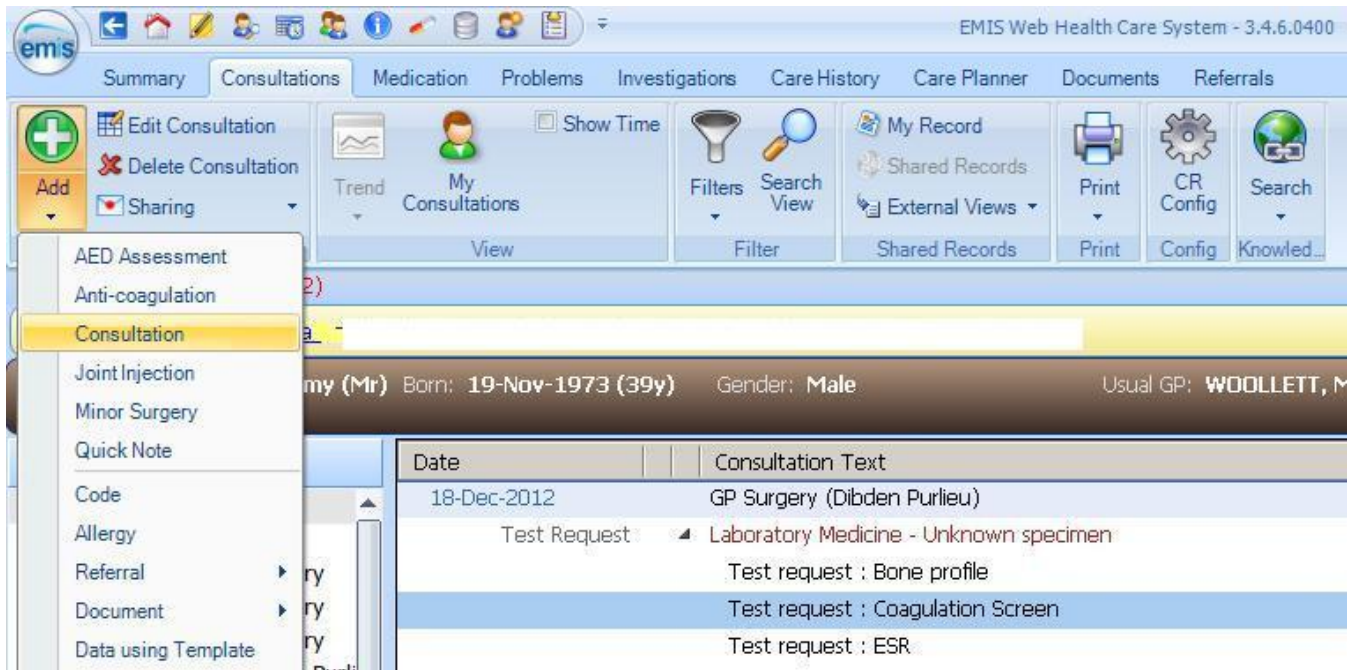 emis
EMIS Web Health Care System - 3.4.6.0400
Summary Consultations Medication Problems Investigations Care History Care Planner Documents Referrals
Add
Edit Consultation
Delete Consultation
Sharing
Trend
My Consultations
Show Time
View
Filters
Search View
Filter
My Record
Shared Records
External Views
Shared Records
Print
Print
CR Config
Config
Search
Knowled...
AED Assessment
Anti-coagulation
Consultation
Joint Injection
Minor Surgery
Quick Note
Code
Allergy
Referral
Document
Data using Template
2)
a
my (Mr) Born: 19-Nov-1973 (39y) Gender: Male Usual GP: WOOLLETT, M
Date Consultation Text
18-Dec-2012 GP Surgery (Dibden Purlieu)
Test Request Laboratory Medicine - Unknown specimen
Test request : Bone profile
Test request : Coagulation Screen
Test request : ESR
ry
ry
ry